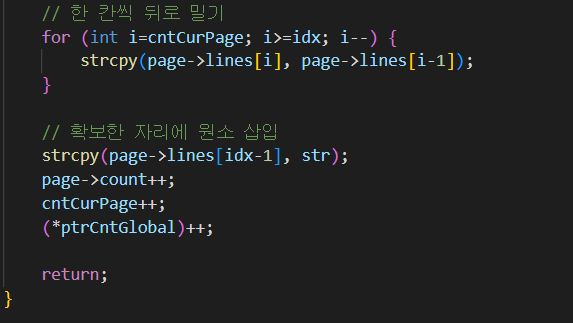 // 한 칸씩 뒤로 밀기
for (int i=cntCurPage; i>=idx; i--) {
strcpy(page->lines[i], page->lines[i-1]);
}
// 확보한 자리에 원소 삽입
strcpy(page->lines[idx-1], str);
page->count++;
cntCurPage++;
(*ptrCntGlobal)++;
return;
}